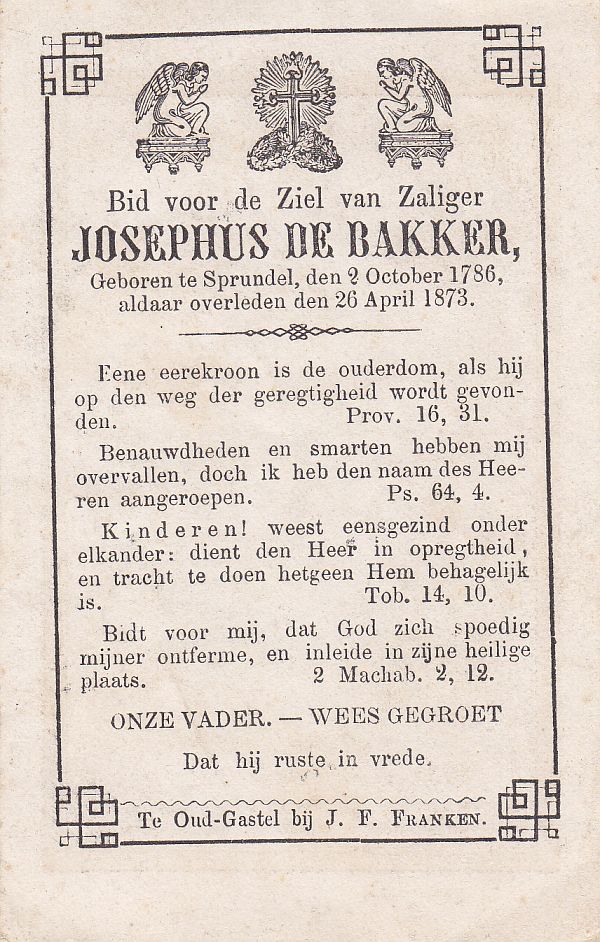 Bid voor de Ziel van Zaliger
JOSEPHUS DE BAKKER,
Geboren te Sprundel, den 2 October 1786,
aldaar overleden den 26 April 1873.
Eene eerekroon is de ouderdom, als hij
op den weg der geregtigheid wordt gevon-
den. Prov. 16, 31.
Benauwdheden en smarten hebben mij
overvallen, doch ik heb den naam des Hee-
ren aangeroepen. Ps. 64, 4.
Kinderen! weest eensgezind onder
elkander: dient den Heer in opregtheid,
en tracht te doen hetgeen Hem behagelijk
is. Tob. 14, 10.
Bidt voor mij, dat God zich spoedig
mijner ontferme, en inleide in zijne heilige
plaats. 2 Machab. 2, 12.
ONZE VADER. — WEES GEGROET
Dat hij ruste in vrede.
Te Oud-Gastel bij J. F. FRANKEN.